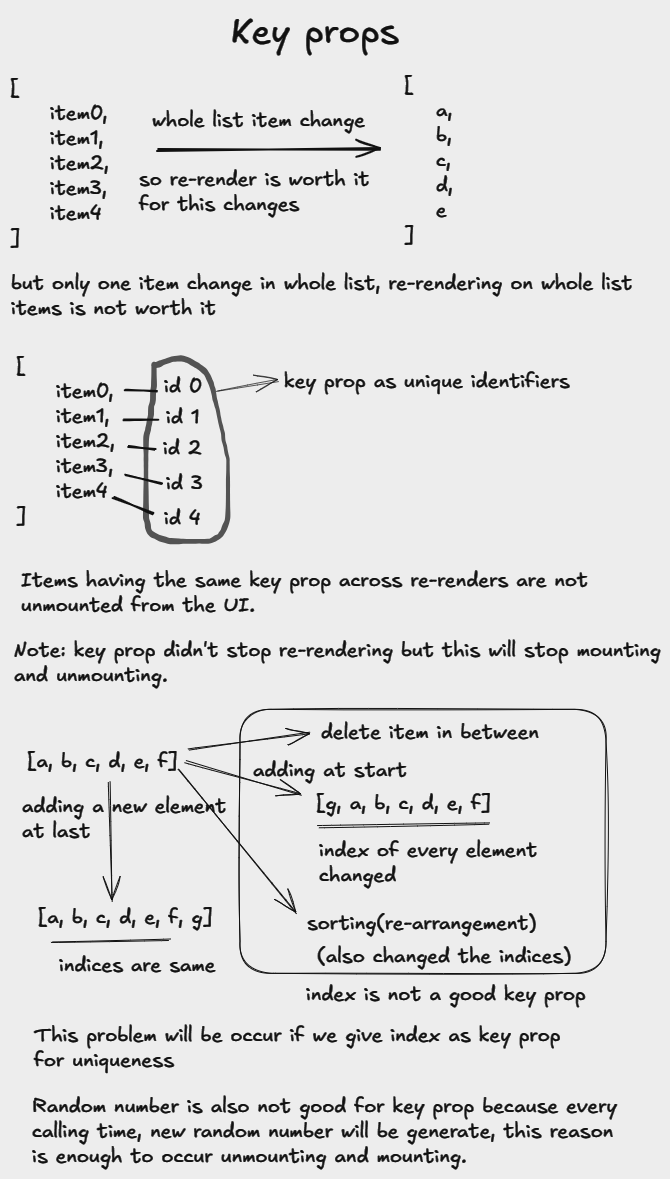 Key props
[
item0,
item1,
item2,
item3,
item4
]
whole list item change
so re-render is worth it
for this changes
[
a,
b,
c,
d,
e
]
but only one item change in whole list, re-rendering on whole list
items is not worth it
[
item0,
item1,
item2,
item3,
item4
]
id 0
id 1
id 2
id 3
id 4
key prop as unique identifiers
Items having the same key prop across re-renders are not
unmounted from the UI.
Note: key prop didn't stop re-rendering but this will stop mounting
and unmounting.
[a, b, c, d, e, f]
adding a new element
at last
[a, b, c, d, e, f, g]
indices are same
delete item in between
adding at start
[g, a, b, c, d, e, f]
index of every element
changed
sorting(re-arrangement)
(also changed the indices)
index is not a good key prop
This problem will be occur if we give index as key prop
for uniqueness
Random number is also not good for key prop because every
calling time, new random number will be generate, this reason
is enough to occur unmounting and mounting.